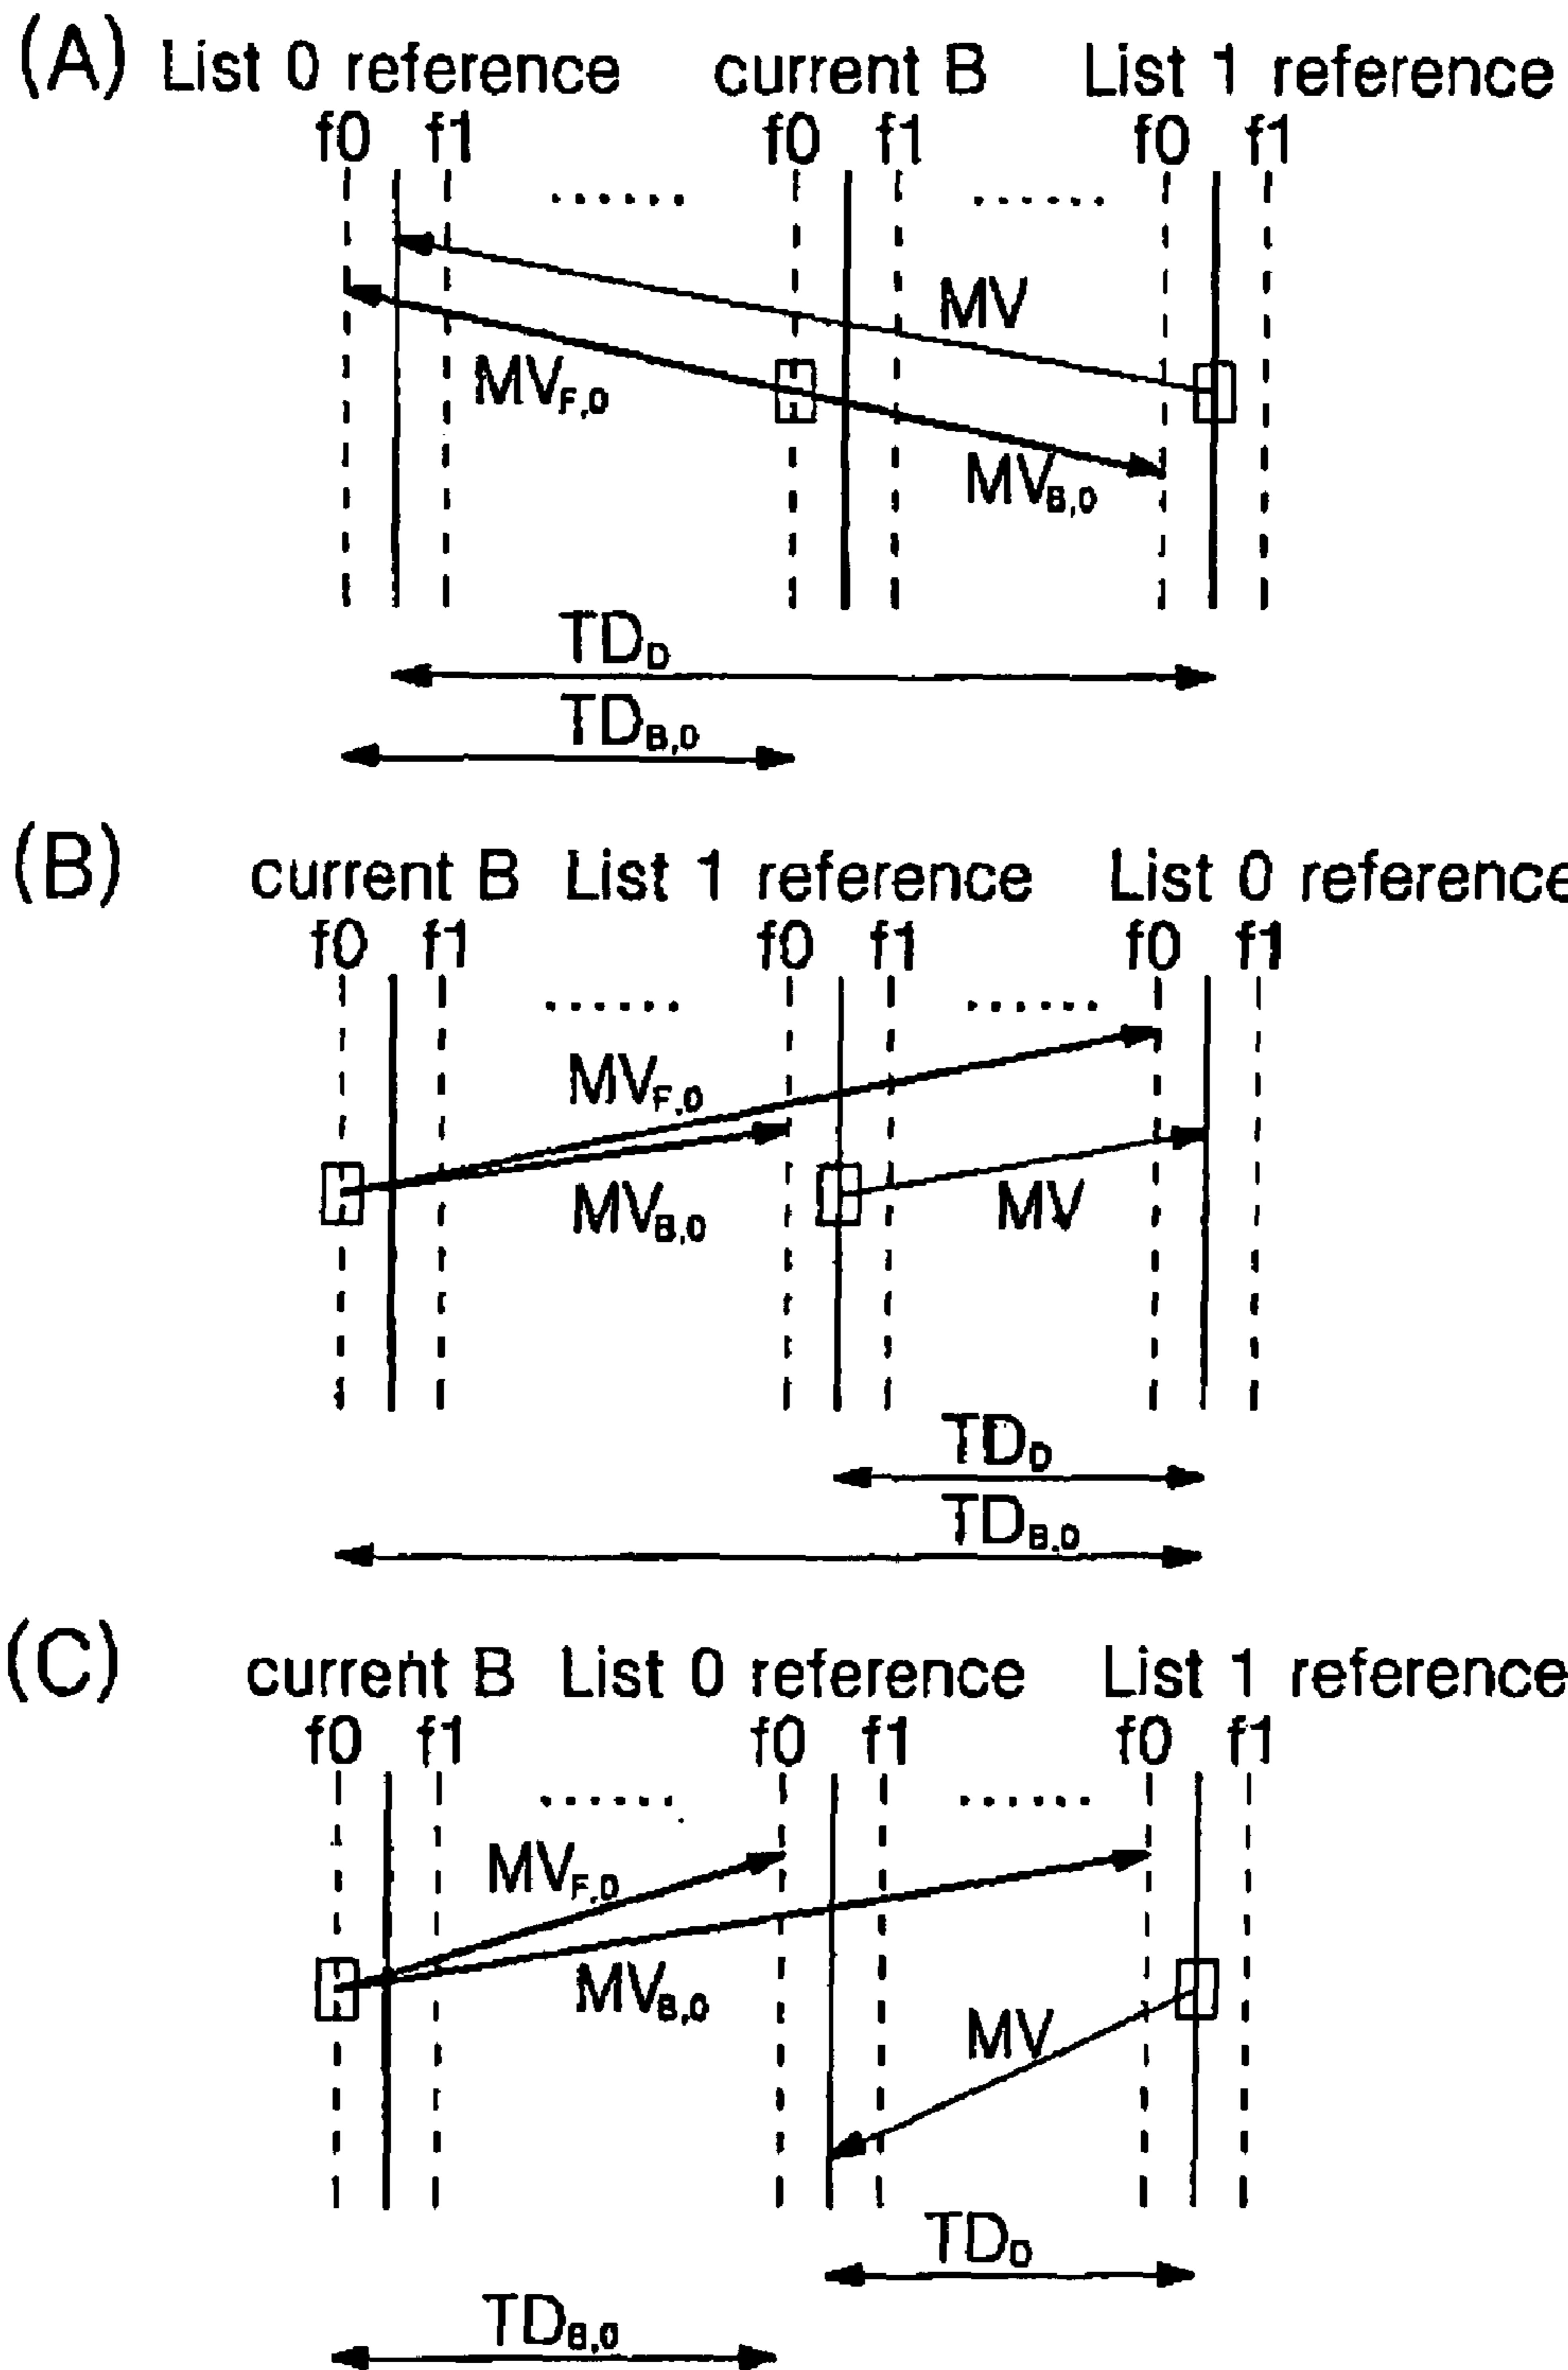 (A) List 0 reference current B List 1 reference
f0 f1 f0 f1 f0 f1
......  ......
MV
MVF,0
MVB,0
TDD
TDB,0
(B) current B List 1 reference List 0 reference
f0 f1 f0 f1 f0 f1
......  ......
MVF,0
MVB,0 MV
TDD
TDB,0
(C) current B List 0 reference List 1 reference
f0 f1 f0 f1 f0 f1
......  ......
MVF,0
MVB,0 MV
TDD
TDB,0